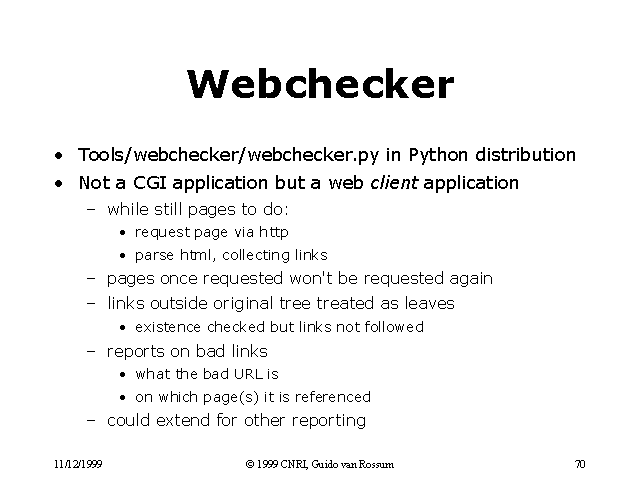 Webchecker
• Tools/webchecker/webchecker.py in Python distribution
• Not a CGI application but a web client application
– while still pages to do:
• request page via http
• parse html, collecting links
– pages once requested won't be requested again
– links outside original tree treated as leaves
• existence checked but links not followed
– reports on bad links
• what the bad URL is
• on which page(s) it is referenced
– could extend for other reporting
11/12/1999 © 1999 CNRI, Guido van Rossum 70